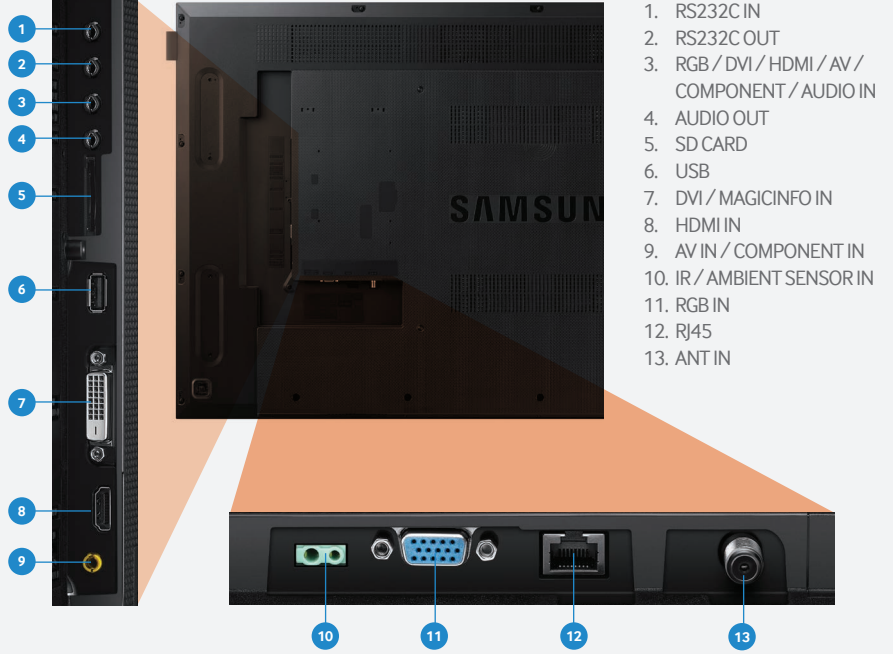 1
2
3
4
5
6
7
8
9
10
11
12
13
SAMSUN
1. RS232C IN
2. RS232C OUT
3. RGB / DVI / HDMI / AV /
COMPONENT / AUDIO IN
4. AUDIO OUT
5. SD CARD
6. USB
7. DVI / MAGICINFO IN
8. HDMI IN
9. AV IN / COMPONENT IN
10. IR / AMBIENT SENSOR IN
11. RGB IN
12. RJ45
13. ANT IN